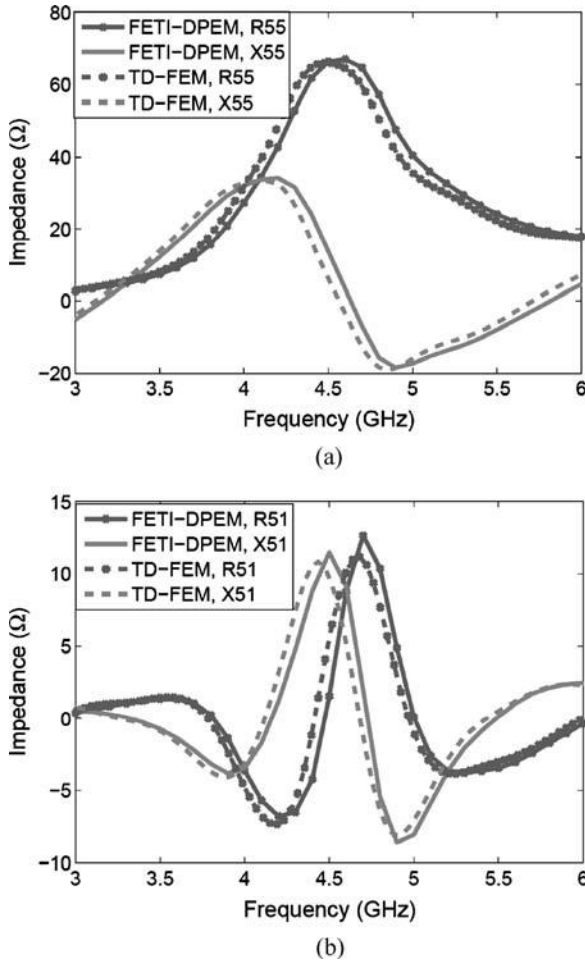 80
60
40
20
0
−20
Impedance (Ω)
FETI−DPEM, R55
FETI−DPEM, X55
TD−FEM, R55
TD−FEM, X55
3 3.5 4 4.5 5 5.5 6
Frequency (GHz)
(a)
15
10
5
0
−5
−10
Impedance (Ω)
FETI−DPEM, R51
FETI−DPEM, X51
TD−FEM, R51
TD−FEM, X51
3 3.5 4 4.5 5 5.5 6
Frequency (GHz)
(b)